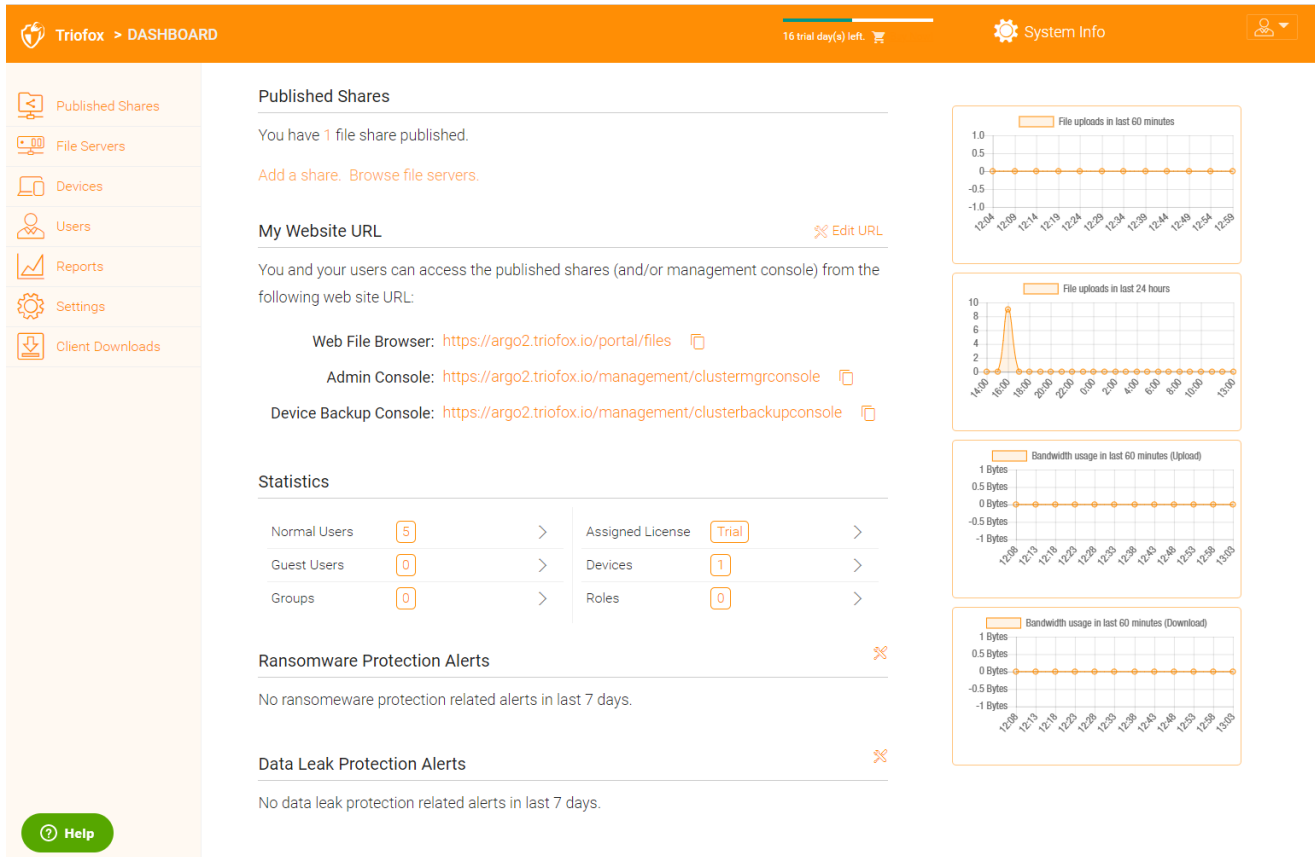 Triofox > DASHBOARD
16 trial day(s) left.
System Info
Published Shares
File Servers
Devices
Users
Reports
Settings
Client Downloads
Help
Published Shares
You have 1 file share published.
Add a share. Browse file servers.
My Website URL
Edit URL
You and your users can access the published shares (and/or management console) from the
following web site URL:
Web File Browser: https://argo2.triofox.io/portal/files
Admin Console: https://argo2.triofox.io/management/clustermgrconsole
Device Backup Console: https://argo2.triofox.io/management/clusterbackupconsole
Statistics
Normal Users 5
Assigned License Trial
Guest Users 0
Devices 1
Groups 0
Roles 0
Ransomware Protection Alerts
No ransomeware protection related alerts in last 7 days.
Data Leak Protection Alerts
No data leak protection related alerts in last 7 days.
File uploads in last 60 minutes
1.0
0.5
0
-0.5
-1.0
12:04 12:09 12:14 12:19 12:24 12:29 12:34 12:39 12:44 12:49 12:54 12:59
File uploads in last 24 hours
10
8
6
4
2
0
14:00 16:00 18:00 20:00 22:00 0:00 2:00 4:00 6:00 8:00 10:00 13:00
Bandwidth usage in last 60 minutes (Upload)
1 Bytes
0.5 Bytes
0 Bytes
-0.5 Bytes
-1 Bytes
12:08 12:13 12:18 12:23 12:28 12:33 12:38 12:43 12:48 12:53 12:58 13:03
Bandwidth usage in last 60 minutes (Download)
1 Bytes
0.5 Bytes
0 Bytes
-0.5 Bytes
-1 Bytes
12:08 12:13 12:18 12:23 12:28 12:33 12:38 12:43 12:48 12:53 12:58 13:03